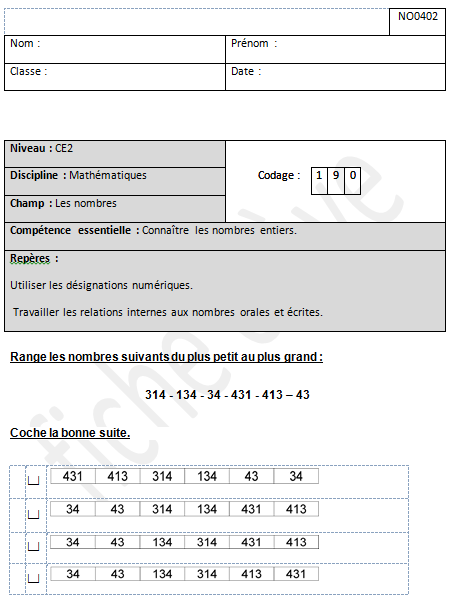 NO0402
Nom : Prénom :
Classe : Date :
Niveau : CE2
Discipline : Mathématiques
Codage : 1 9 0
Champ : Les nombres
Compétence essentielle : Connaître les nombres entiers.
Repères :
Utiliser les désignations numériques.
Travailler les relations internes aux nombres orales et écrites.
Range les nombres suivants du plus petit au plus grand :
314 - 134 - 34 - 431 - 413 – 43
Coche la bonne suite.
431 413 314 134 43 34
34 43 314 134 431 413
34 43 134 314 431 413
34 43 134 314 413 431
fiche élève